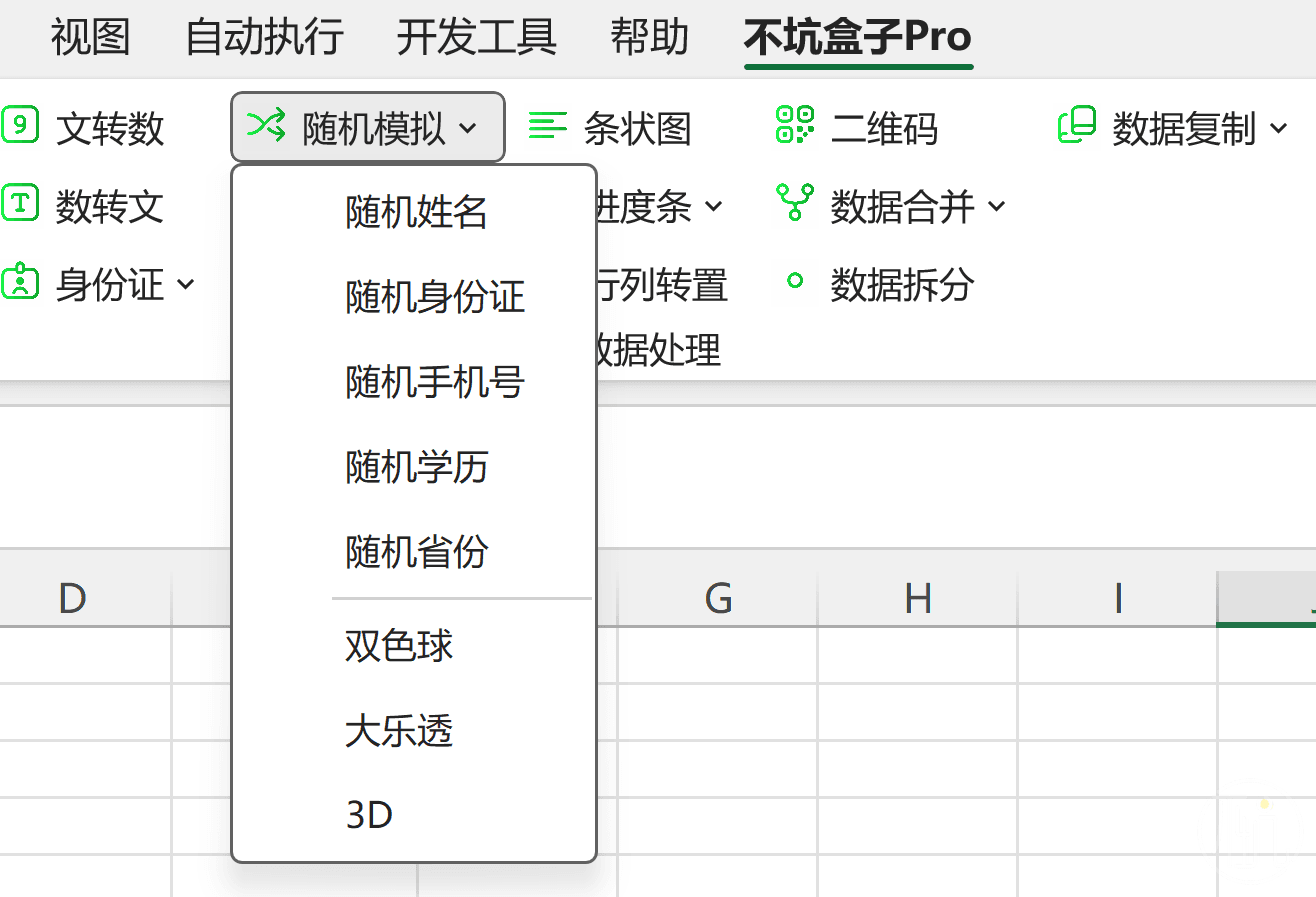 视图 自动执行 开发工具 帮助 不坑盒子Pro
9 文转数 随机模拟 条状图 二维码 数据复制
T 数转文 进度条 数据合并
身份证 行列转置 数据拆分
数据处理
随机姓名
随机身份证
随机手机号
随机学历
随机省份
双色球
大乐透
3D
D G H I